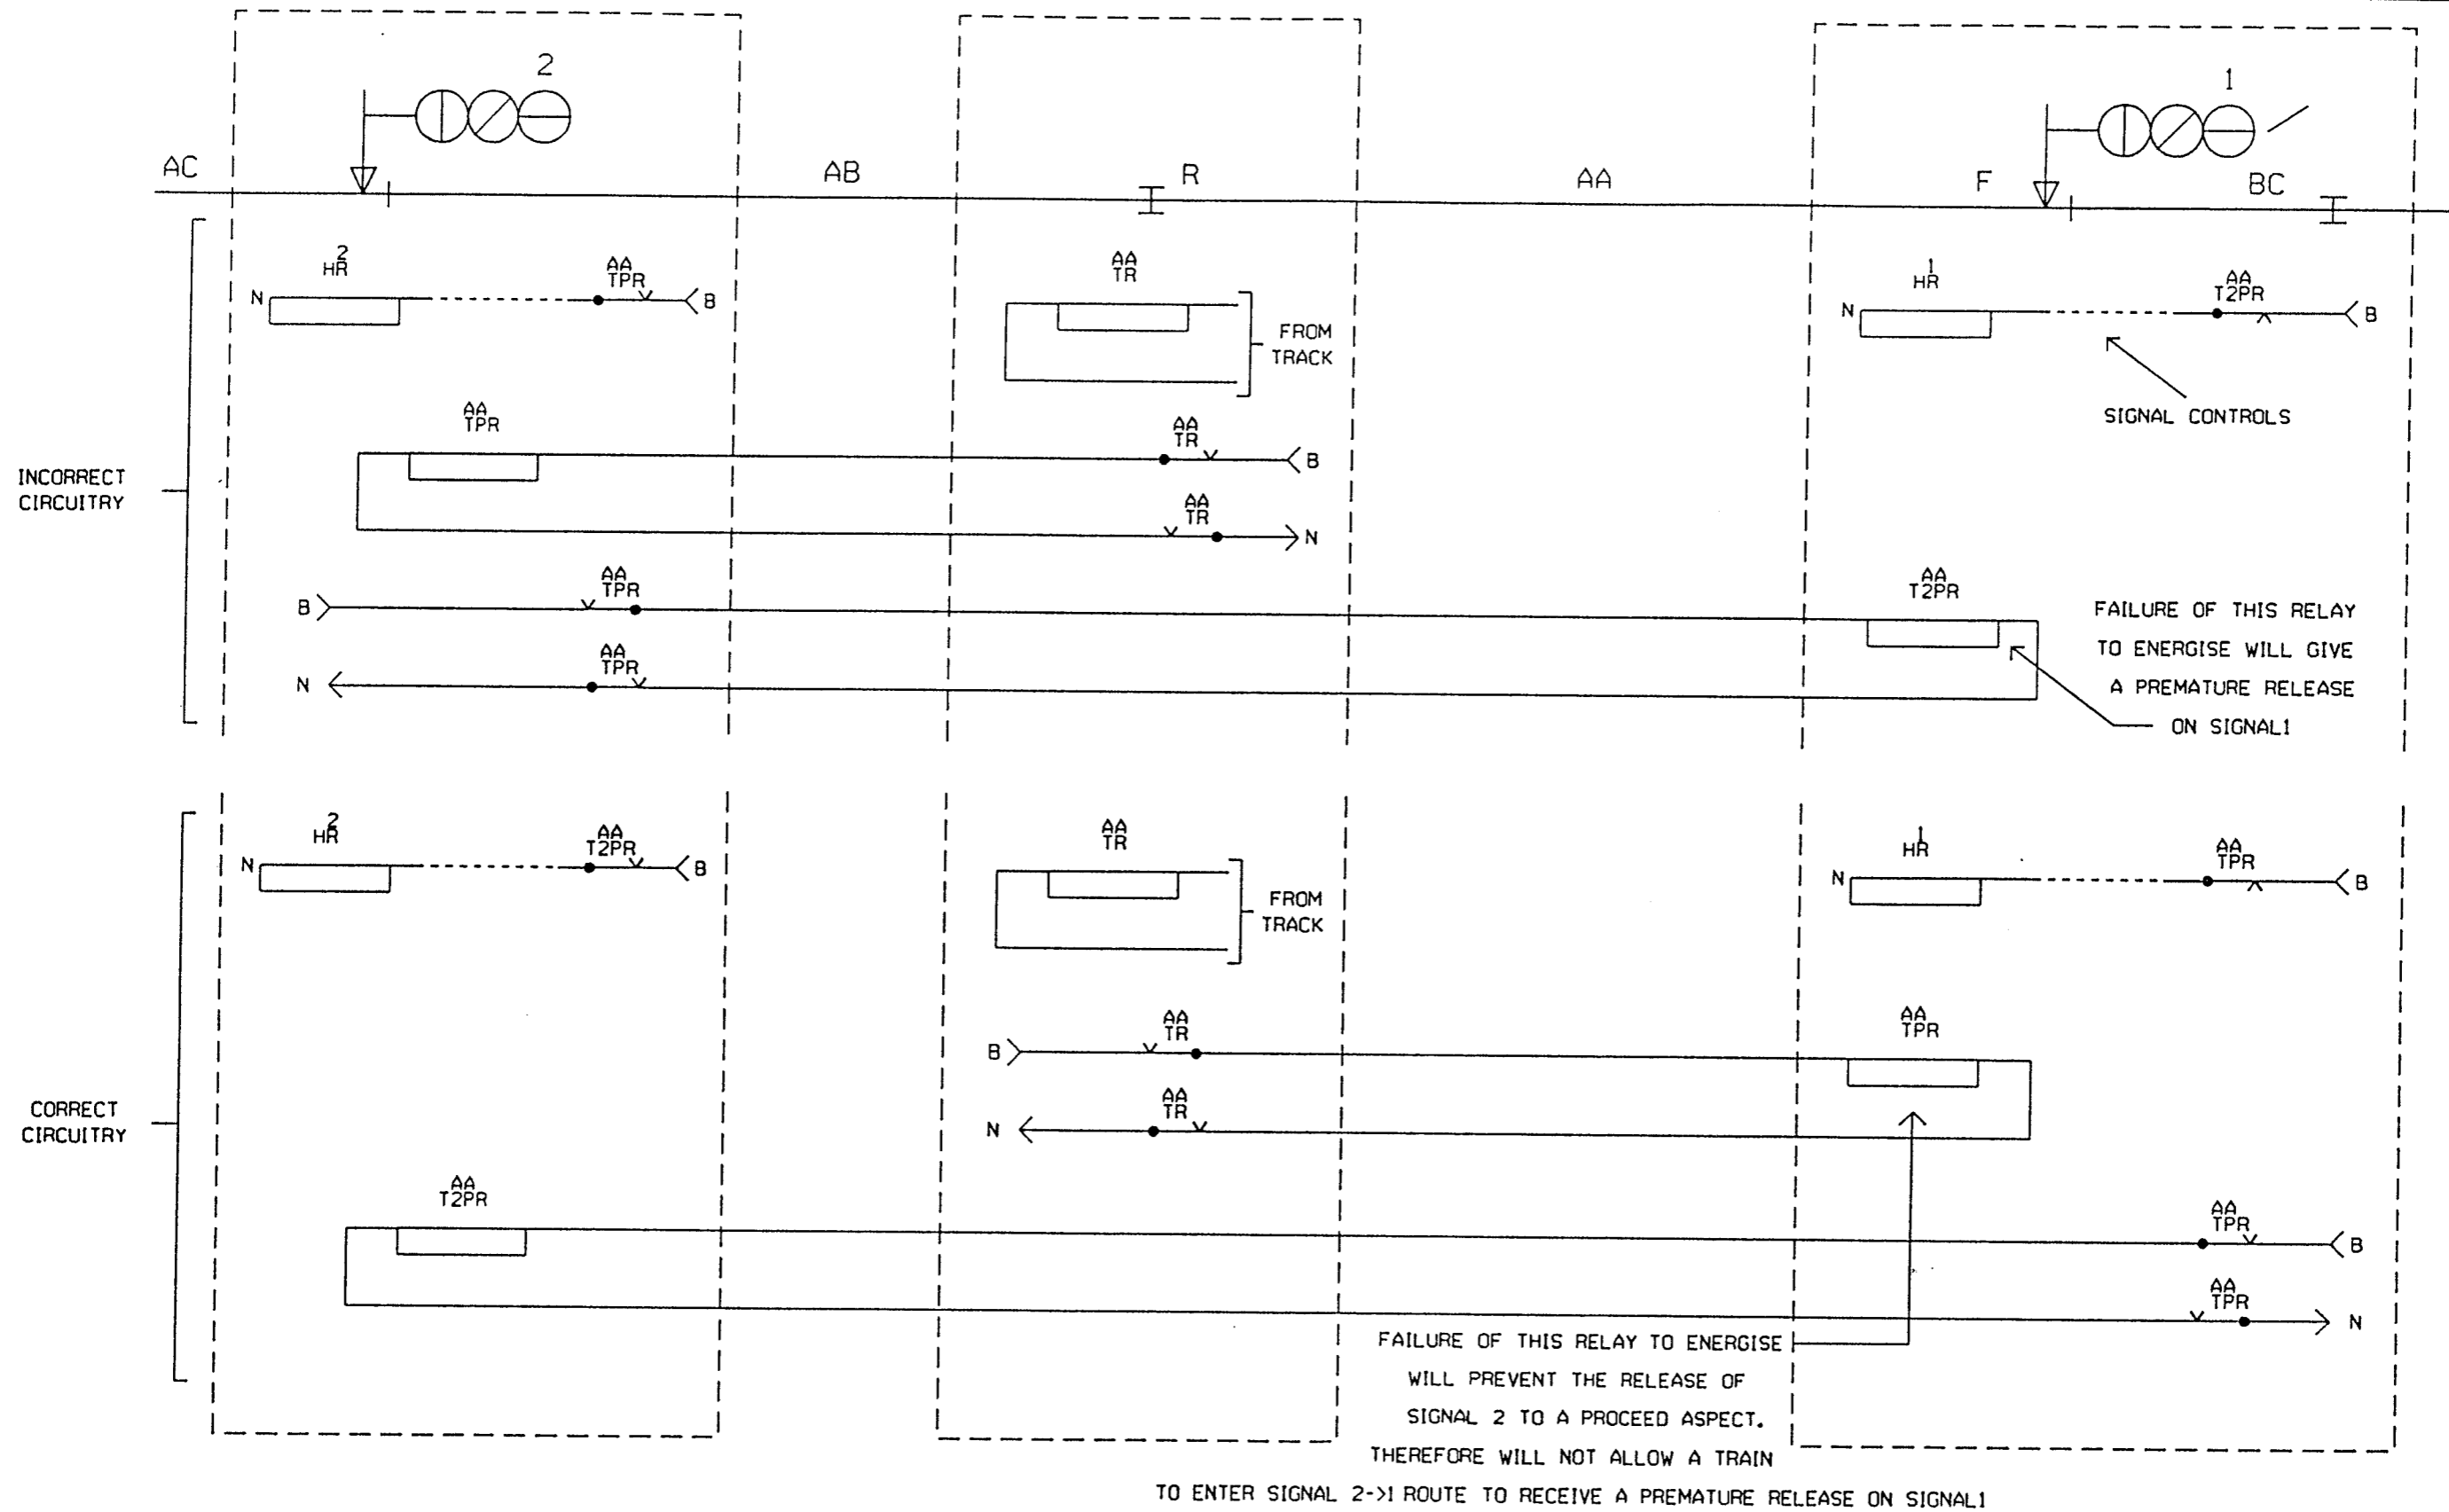 2
1
AC
AB
R
AA
F
BC
2
HR
N
AA
TPR
B
AA
TR
FROM
TRACK
1
HR
N
AA
T2PR
B
SIGNAL CONTROLS
INCORRECT
CIRCUITRY
AA
TPR
AA
TR
B
AA
TR
N
B
AA
TPR
N
AA
TPR
AA
T2PR
FAILURE OF THIS RELAY
TO ENERGISE WILL GIVE
A PREMATURE RELEASE
ON SIGNAL1
2
HR
N
AA
T2PR
B
AA
TR
FROM
TRACK
1
HR
N
AA
TPR
B
CORRECT
CIRCUITRY
B
AA
TR
N
AA
TR
AA
TPR
AA
T2PR
AA
TPR
B
AA
TPR
N
FAILURE OF THIS RELAY TO ENERGISE
WILL PREVENT THE RELEASE OF
SIGNAL 2 TO A PROCEED ASPECT.
THEREFORE WILL NOT ALLOW A TRAIN
TO ENTER SIGNAL 2->1 ROUTE TO RECEIVE A PREMATURE RELEASE ON SIGNAL1